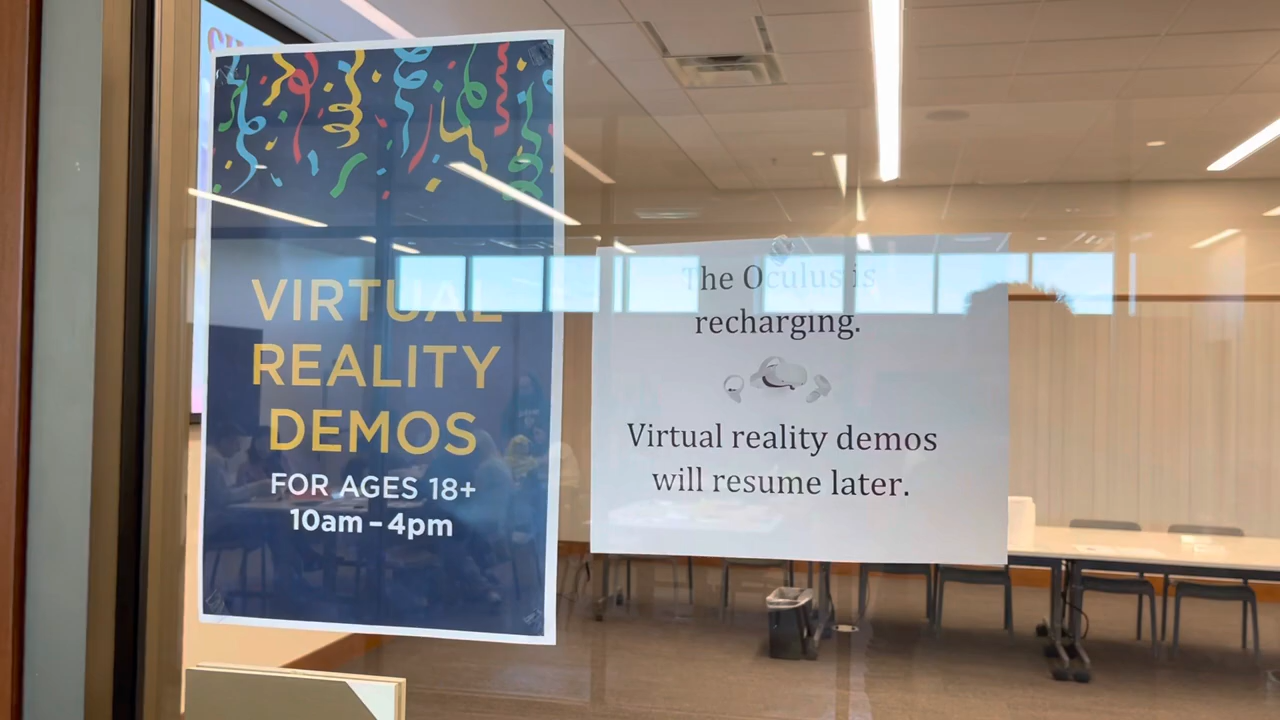 VIRTUAL
REALITY
DEMOS
FOR AGES 18+
10am – 4pm
The Oculus is
recharging.
Virtual reality demos
will resume later.